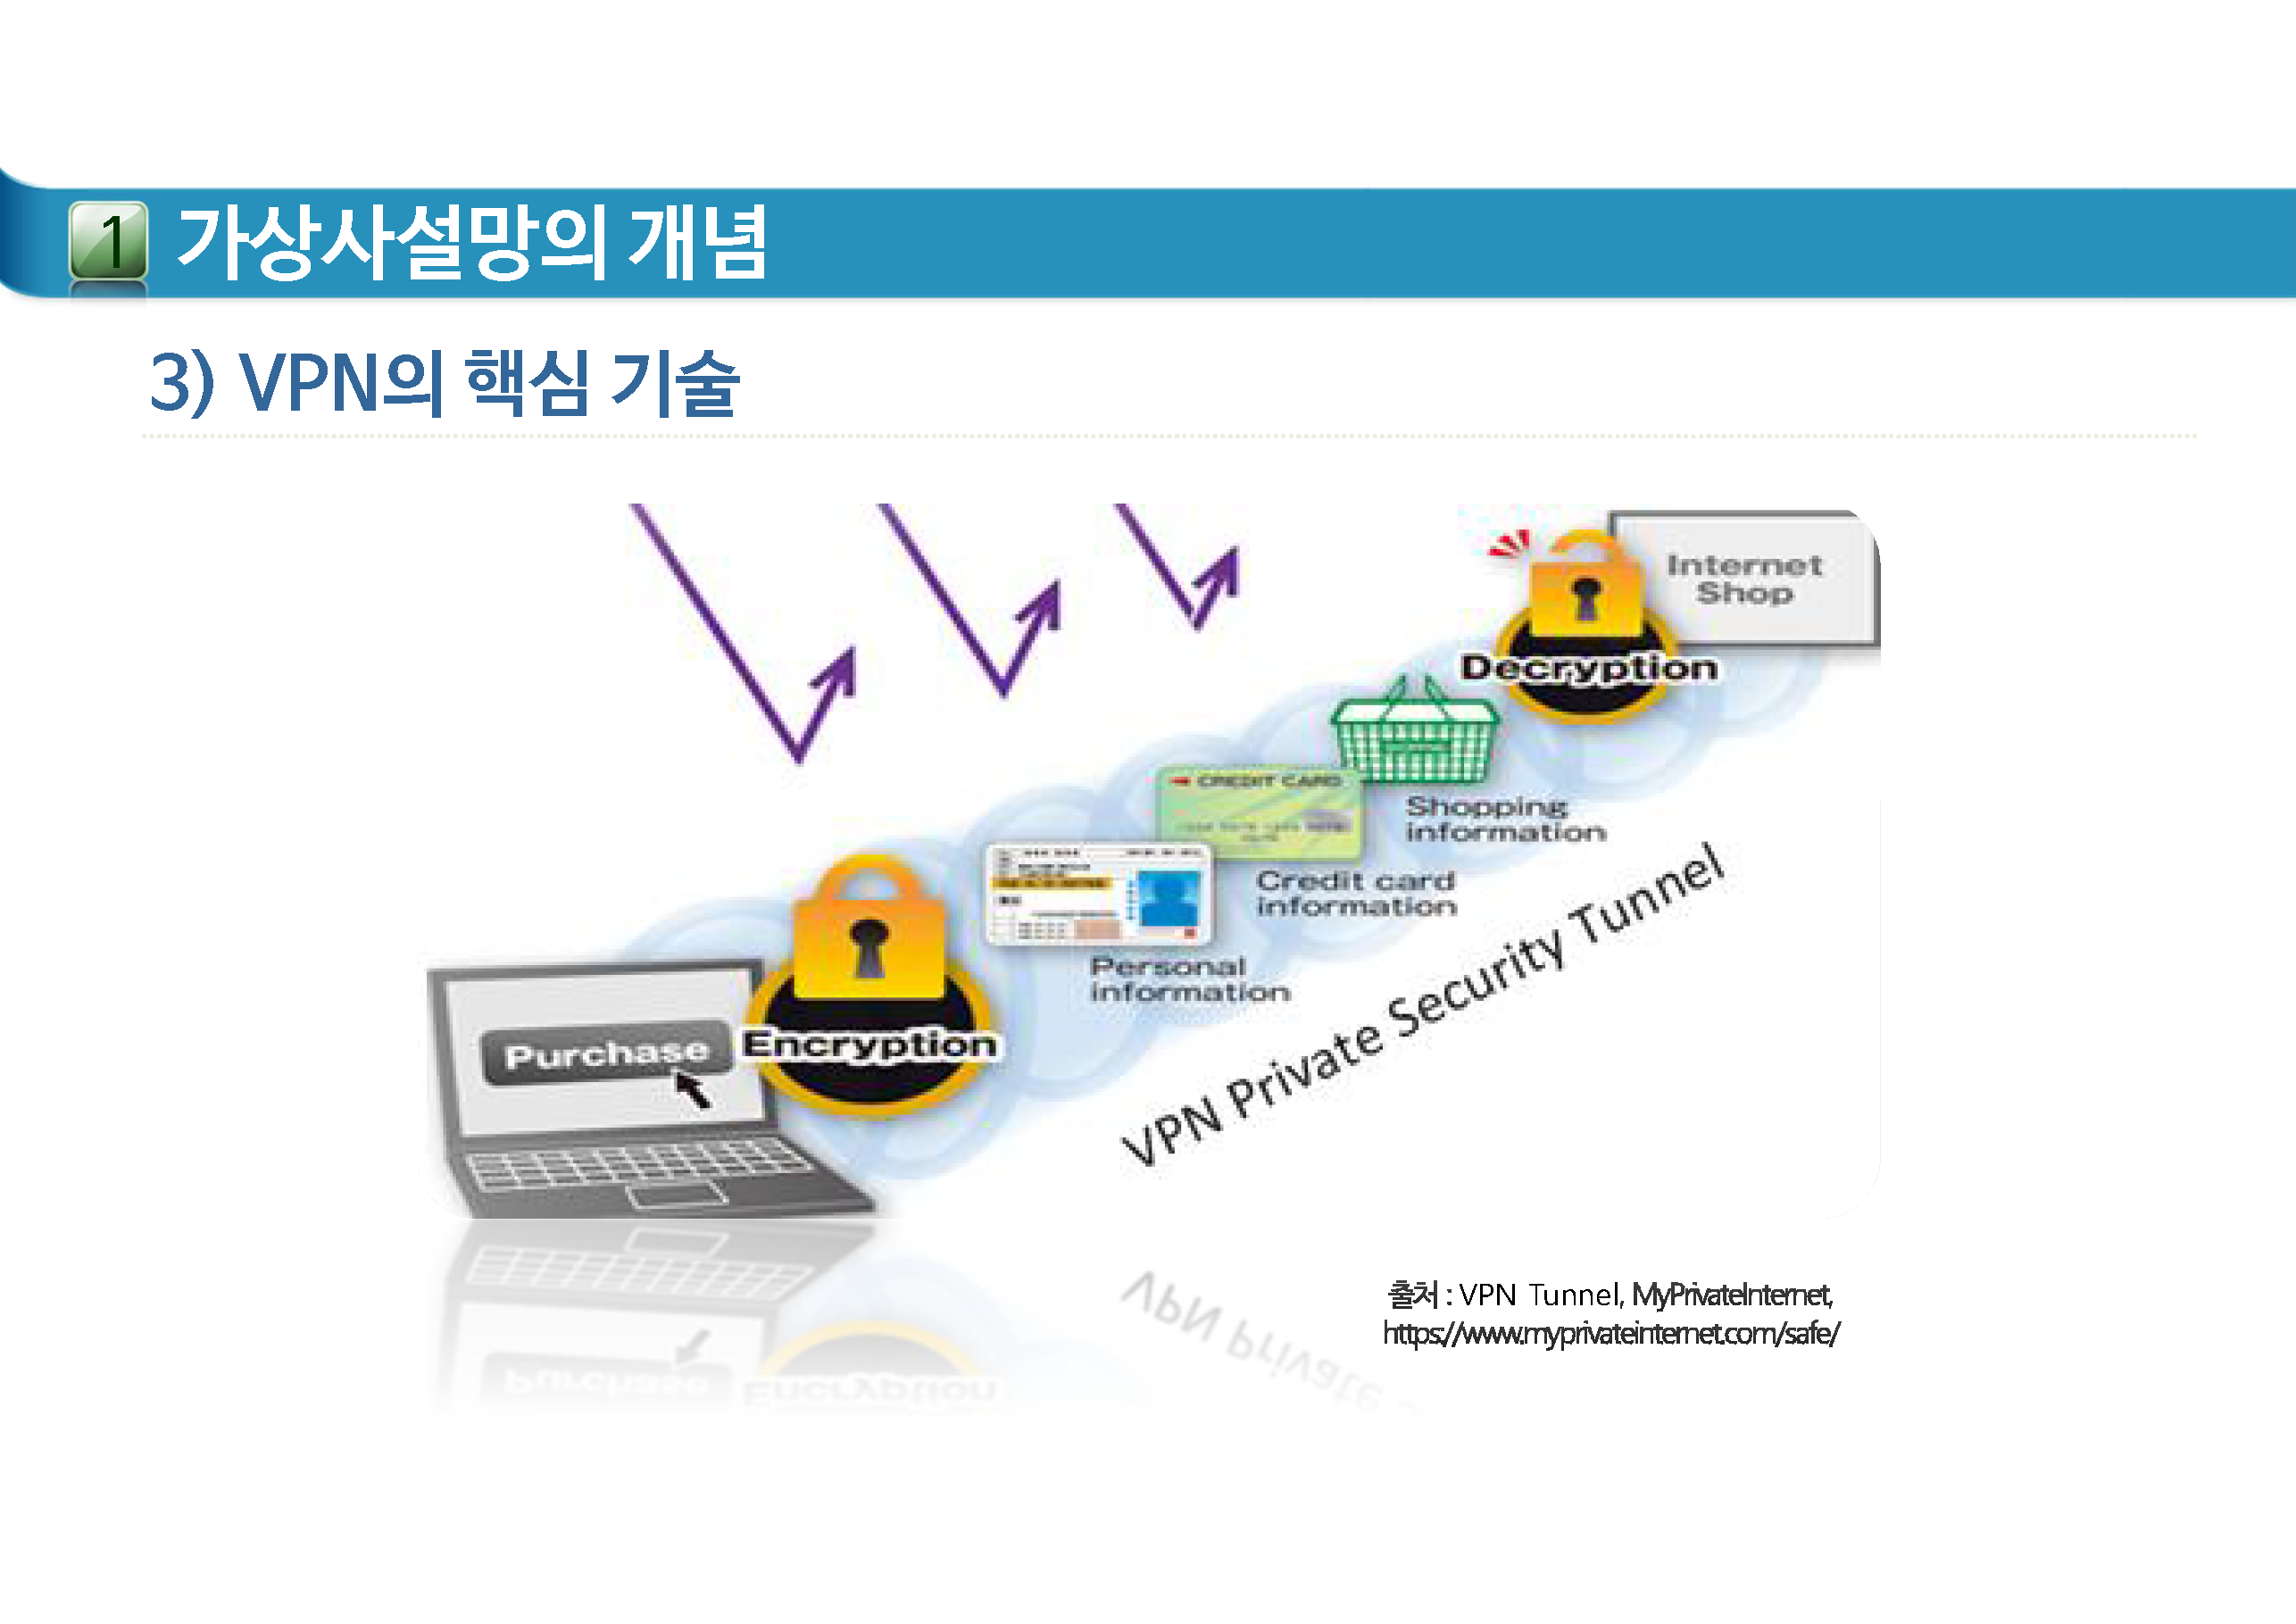 1 가상사설망의 개념
3) VPN의 핵심 기술
Internet
Shop
Decryption
CREDIT CARD
Shopping
information
Credit card
information
Personal
information
VPN Private Security Tunnel
Encryption
Purchase
출처 : VPN Tunnel, MyPrivateInternet,
https://www.myprivateinternet.com/safe/